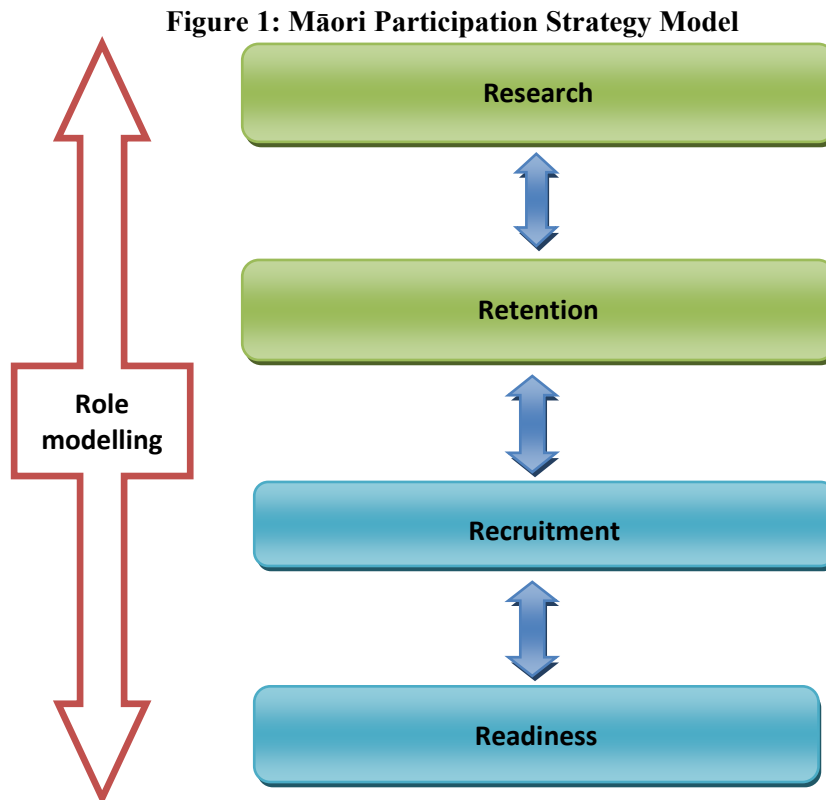 Figure 1: Māori Participation Strategy Model
Research
Retention
Role
modelling
Recruitment
Readiness